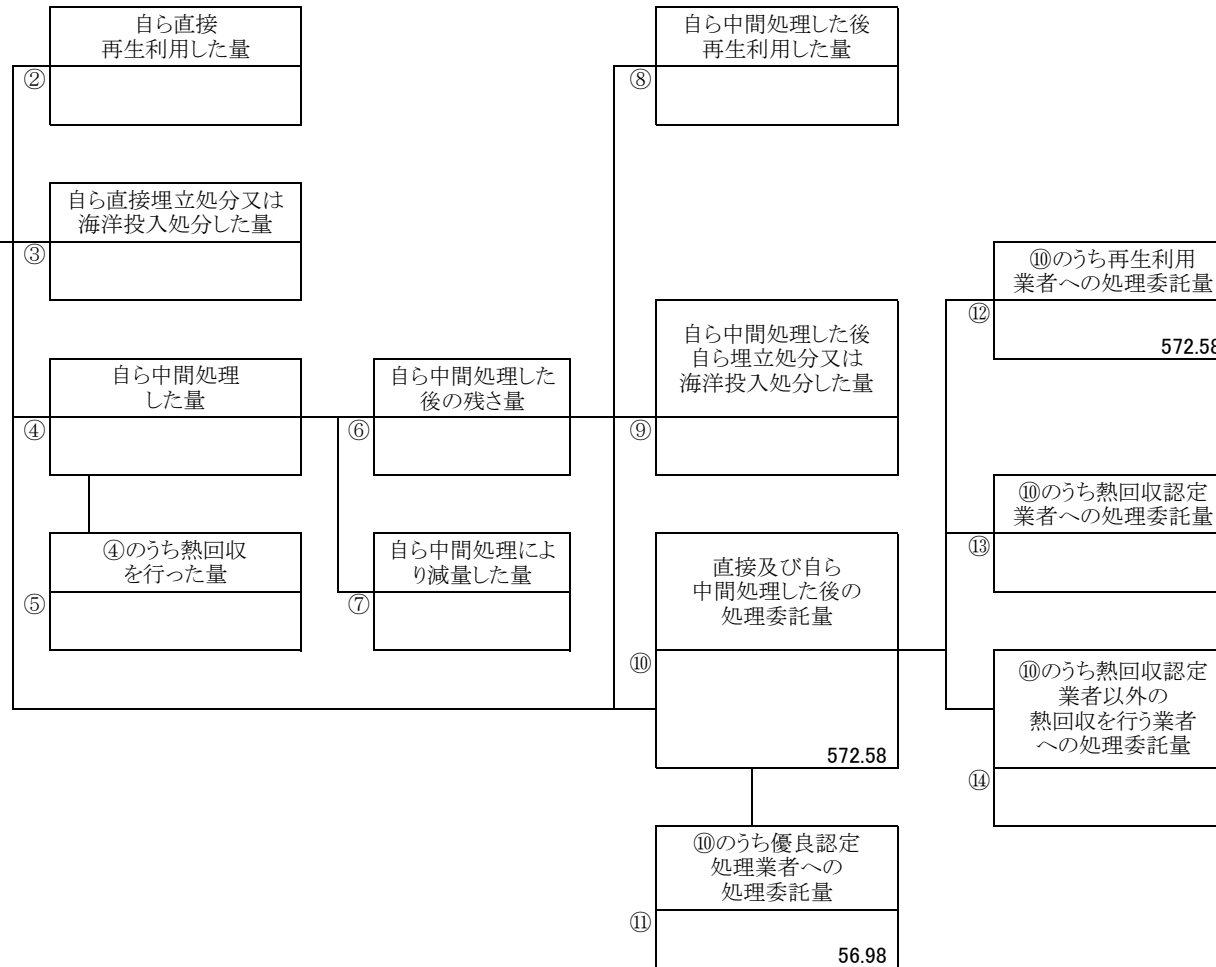 自ら直接
再生利用した量
②
自ら中間処理した後
再生利用した量
⑧
自ら直接埋立処分又は
海洋投入処分した量
③
⑩のうち再生利用
業者への処理委託量
⑫
572.58
自ら中間処理した後
自ら埋立処分又は
海洋投入処分した量
⑨
自ら中間処理
した量
④
自ら中間処理した
後の残さ量
⑥
⑩のうち熱回収認定
業者への処理委託量
⑬
④のうち熱回収
を行った量
⑤
自ら中間処理によ
り減量した量
⑦
直接及び自ら
中間処理した後の
処理委託量
⑩
572.58
⑩のうち熱回収認定
業者以外の
熱回収を行う業者
への処理委託量
⑭
⑩のうち優良認定
処理業者への
処理委託量
⑪
56.98